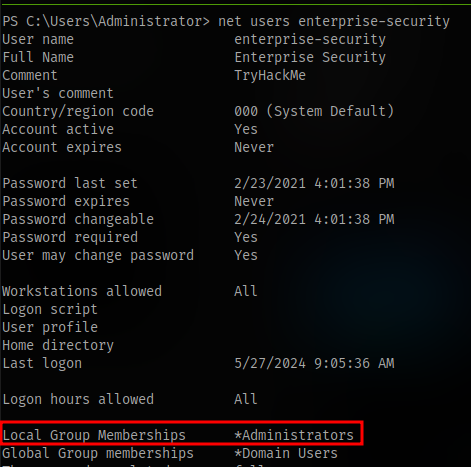 PS C:\Users\Administrator> net users enterprise-security
User name enterprise-security
Full Name Enterprise Security
Comment TryHackMe
User's comment
Country/region code 000 (System Default)
Account active Yes
Account expires Never
Password last set 2/23/2021 4:01:38 PM
Password expires Never
Password changeable 2/24/2021 4:01:38 PM
Password required Yes
User may change password Yes
Workstations allowed All
Logon script
User profile
Home directory
Last logon 5/27/2024 9:05:36 AM
Logon hours allowed All
Local Group Memberships *Administrators
Global Group memberships *Domain Users